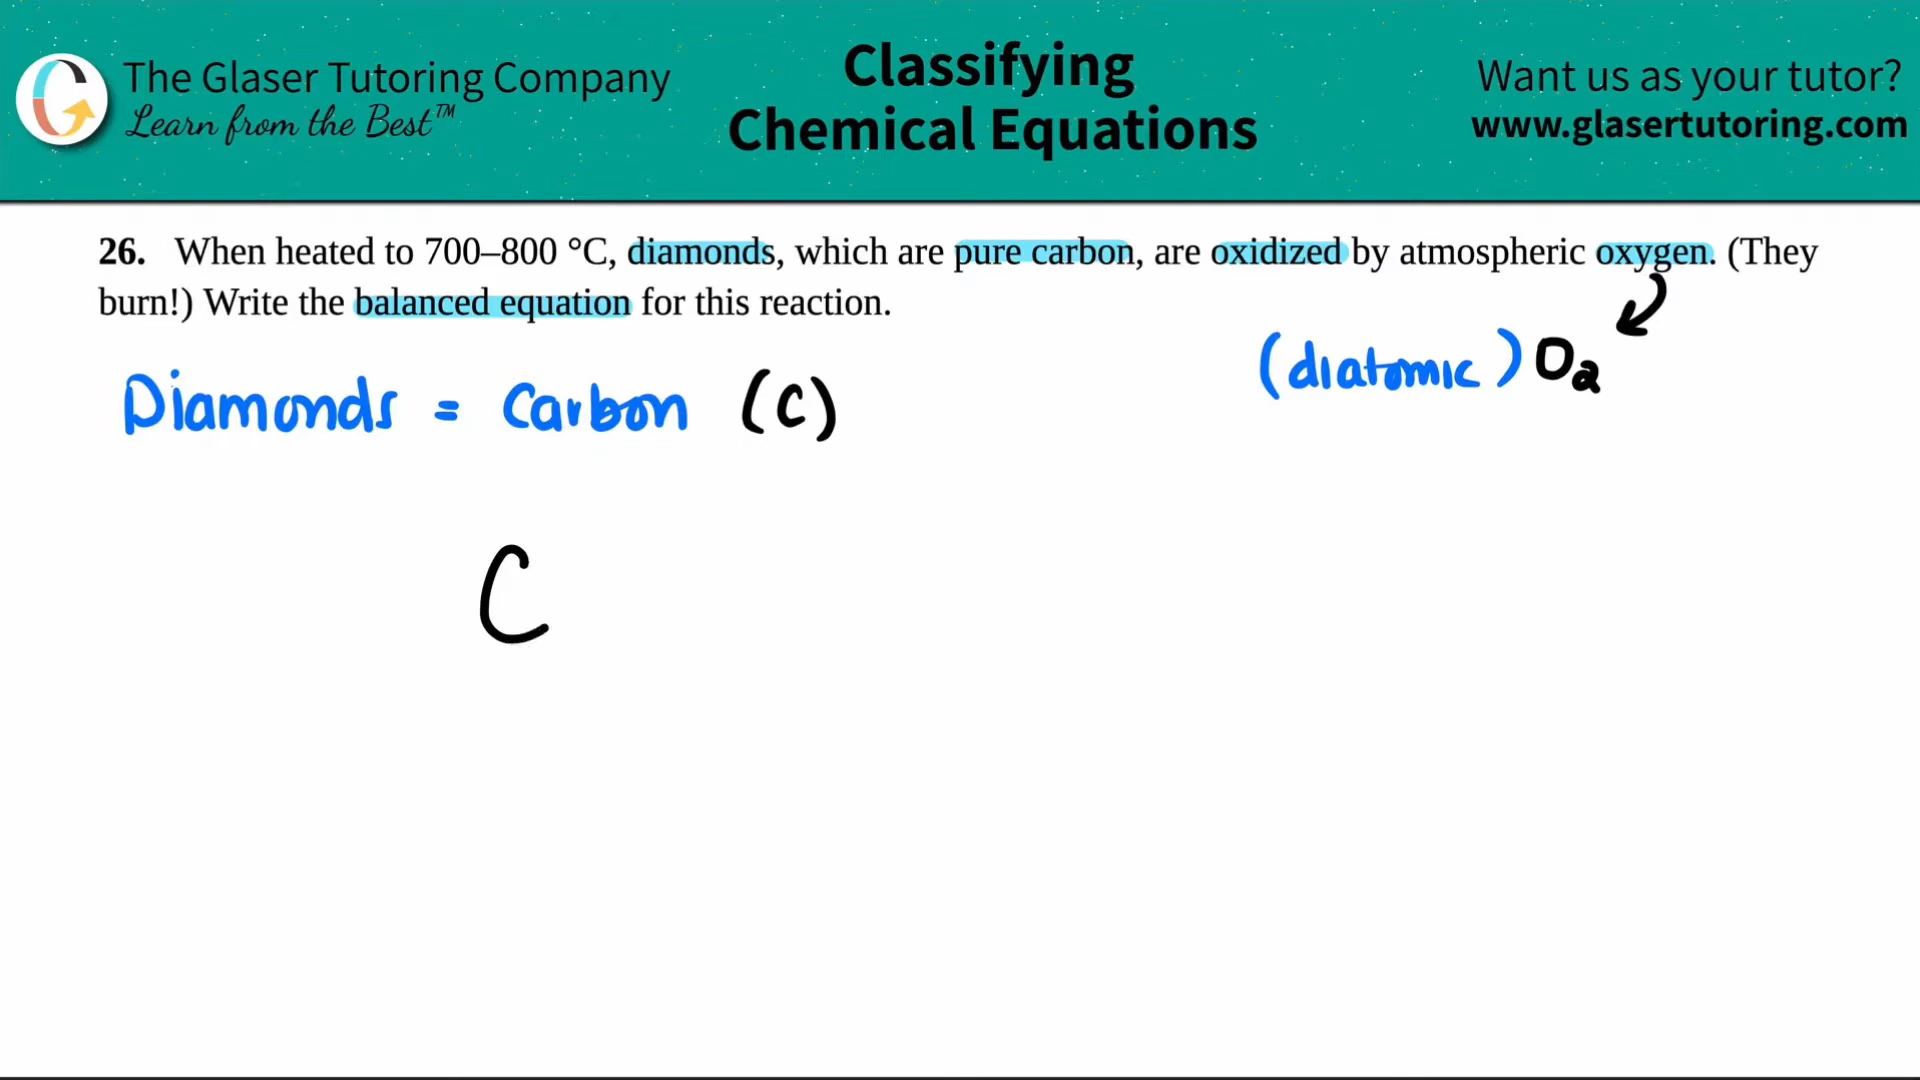 The Glaser Tutoring Company
Learn from the Best™
Classifying
Chemical Equations
Want us as your tutor?
www.glasertutoring.com
26. When heated to 700–800 °C, diamonds, which are pure carbon, are oxidized by atmospheric oxygen. (They
burn!) Write the balanced equation for this reaction.
(diatomic) O₂
Diamonds = Carbon (C)
C